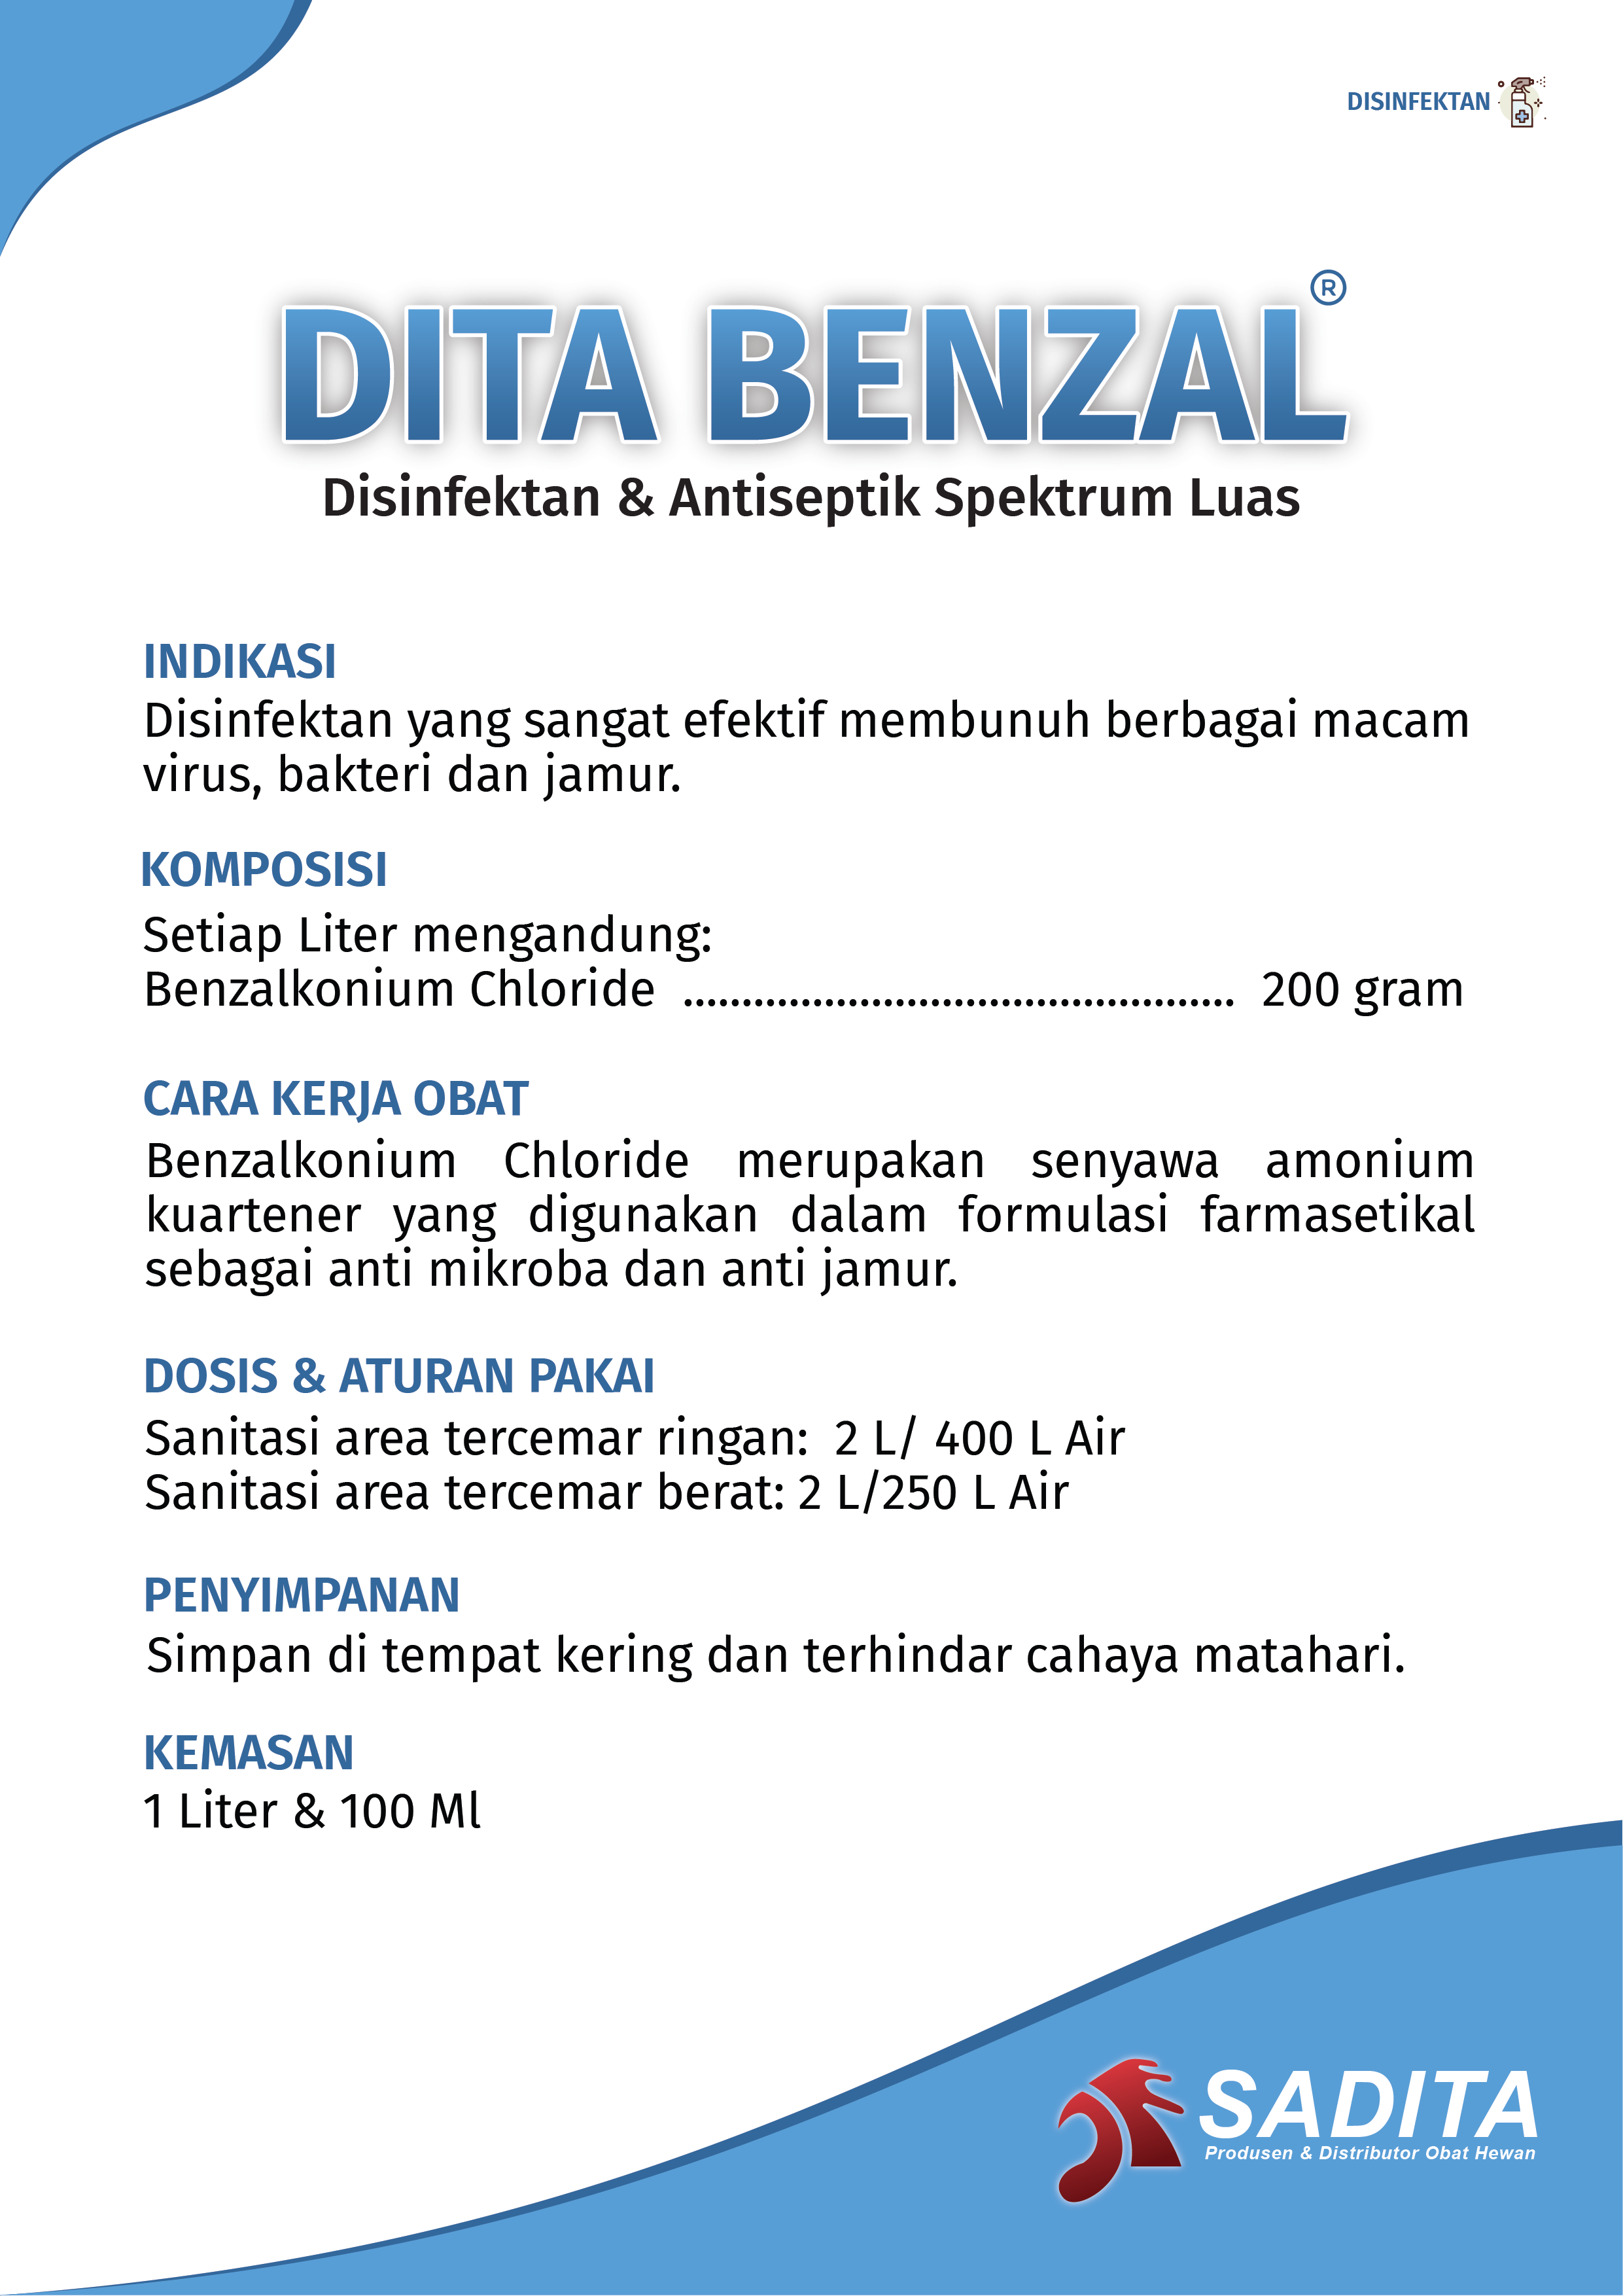 DISINFEKTAN
DITA BENZAL®
Disinfektan & Antiseptik Spektrum Luas
INDIKASI
Disinfektan yang sangat efektif membunuh berbagai macam
virus, bakteri dan jamur.
KOMPOSISI
Setiap Liter mengandung:
Benzalkonium Chloride ............................................... 200 gram
CARA KERJA OBAT
Benzalkonium Chloride merupakan senyawa amonium
kuartener yang digunakan dalam formulasi farmasetikal
sebagai anti mikroba dan anti jamur.
DOSIS & ATURAN PAKAI
Sanitasi area tercemar ringan: 2 L/ 400 L Air
Sanitasi area tercemar berat: 2 L/250 L Air
PENYIMPANAN
Simpan di tempat kering dan terhindar cahaya matahari.
KEMASAN
1 Liter & 100 Ml
SADITA
Produsen & Distributor Obat Hewan